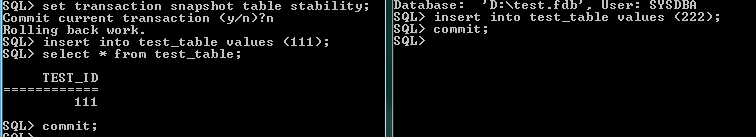 SQL> set transaction snapshot table stability;
Commit current transaction (y/n)?n
Rolling back work.
SQL> insert into test_table values (111);
SQL> select * from test_table;
TEST_ID
============
111
SQL> commit;
SQL>
Database:  'D:\test.fdb', User: SYSDBA
SQL> insert into test_table values (222);
SQL> commit;
SQL>